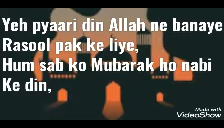 Yeh pyaari din Allah ne banaye
Rasool pak ke liye,
Hum sab ko Mubarak ho nabi
Ke din,
Made with
VideoShow